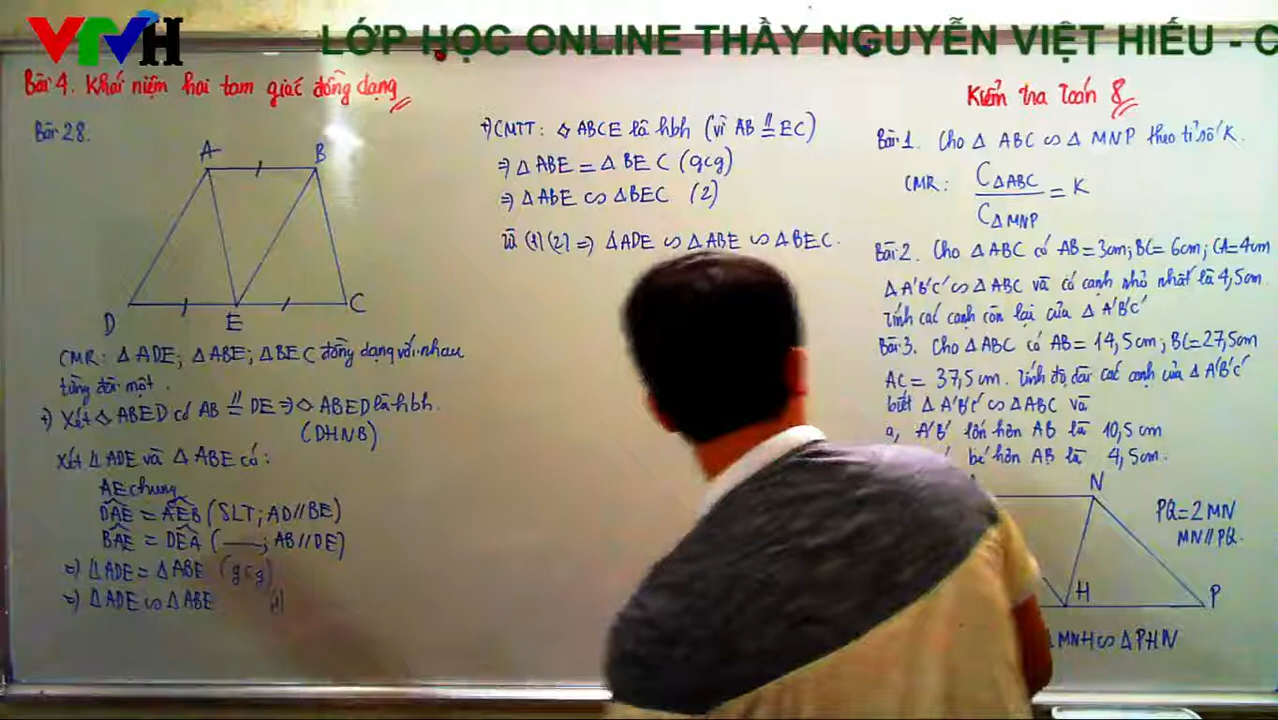 VTVH
LỚP HỌC ONLINE THẦY NGUYỄN VIỆT HIẾU - C
Bài 4. Khái niệm hai tam giác đồng dạng
Bài 28.
A
B
D
E
C
CMR: Δ ADE; Δ ABE; Δ BEC đồng dạng với nhau
từng đôi một.
+) Xét ◇ ABED có AB ∥= DE ⇒ ◇ ABED là hbh.
(DHNB)
Xét Δ ADE và Δ ABE có:
AE chung
DAE = AEB (SLT; AD//BE)
BAE = DEA ( __; AB//DE)
⇒ Δ ADE = Δ ABE (gcg)
⇒ Δ ADE ∽ Δ ABE (1)
+) CMTT: ◇ ABCE là hbh (vì AB ∥= EC)
⇒ Δ ABE = Δ BEC (gcg)
⇒ Δ ABE ∽ Δ BEC (2)
Từ (1)(2) ⇒ Δ ADE ∽ Δ ABE ∽ Δ BEC.
Kiểm tra Toán 8
Bài 1. Cho Δ ABC ∽ Δ MNP theo tỉ số K.
CMR: CΔABC / CΔMNP = K
Bài 2. Cho Δ ABC có AB = 3cm; BC = 6cm; CA = 4cm
Δ A'B'C' ∽ Δ ABC và có cạnh nhỏ nhất là 4,5cm.
Tính các cạnh còn lại của Δ A'B'C'
Bài 3. Cho Δ ABC có AB = 14,5cm; BC = 27,5cm
AC = 37,5cm. Tính độ dài các cạnh của Δ A'B'C'
biết Δ A'B'C' ∽ Δ ABC và
a, A'B' lớn hơn AB là 10,5cm
bé hơn AB là 4,5cm.
N
PQ = 2MN
MN // PQ.
H
P
MNH ∽ Δ PHN